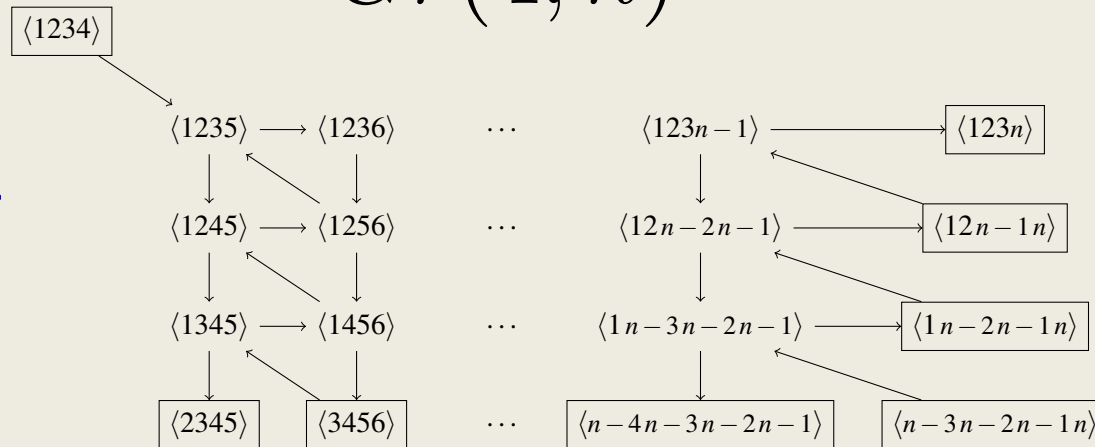 ⟨1234⟩
⟨1235⟩ ⟨1236⟩ ⋯ ⟨123n−1⟩ ⟨123n⟩
⟨1245⟩ ⟨1256⟩ ⋯ ⟨12n−2n−1⟩ ⟨12n−1n⟩
⟨1345⟩ ⟨1456⟩ ⋯ ⟨1n−3n−2n−1⟩ ⟨1n−2n−1n⟩
⟨2345⟩ ⟨3456⟩ ⋯ ⟨n−4n−3n−2n−1⟩ ⟨n−3n−2n−1n⟩